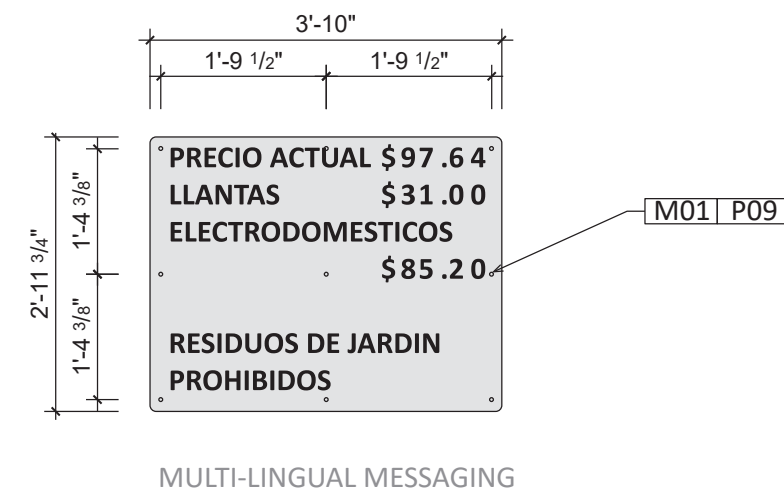 3'-10"
1'-9 1/2" 1'-9 1/2"
2'-11 3/4"
1'-4 3/8"
1'-4 3/8"
PRECIO ACTUAL $97.64
LLANTAS $31.00
ELECTRODOMESTICOS
$85.20
RESIDUOS DE JARDIN
PROHIBIDOS
M01 P09
MULTI-LINGUAL MESSAGING